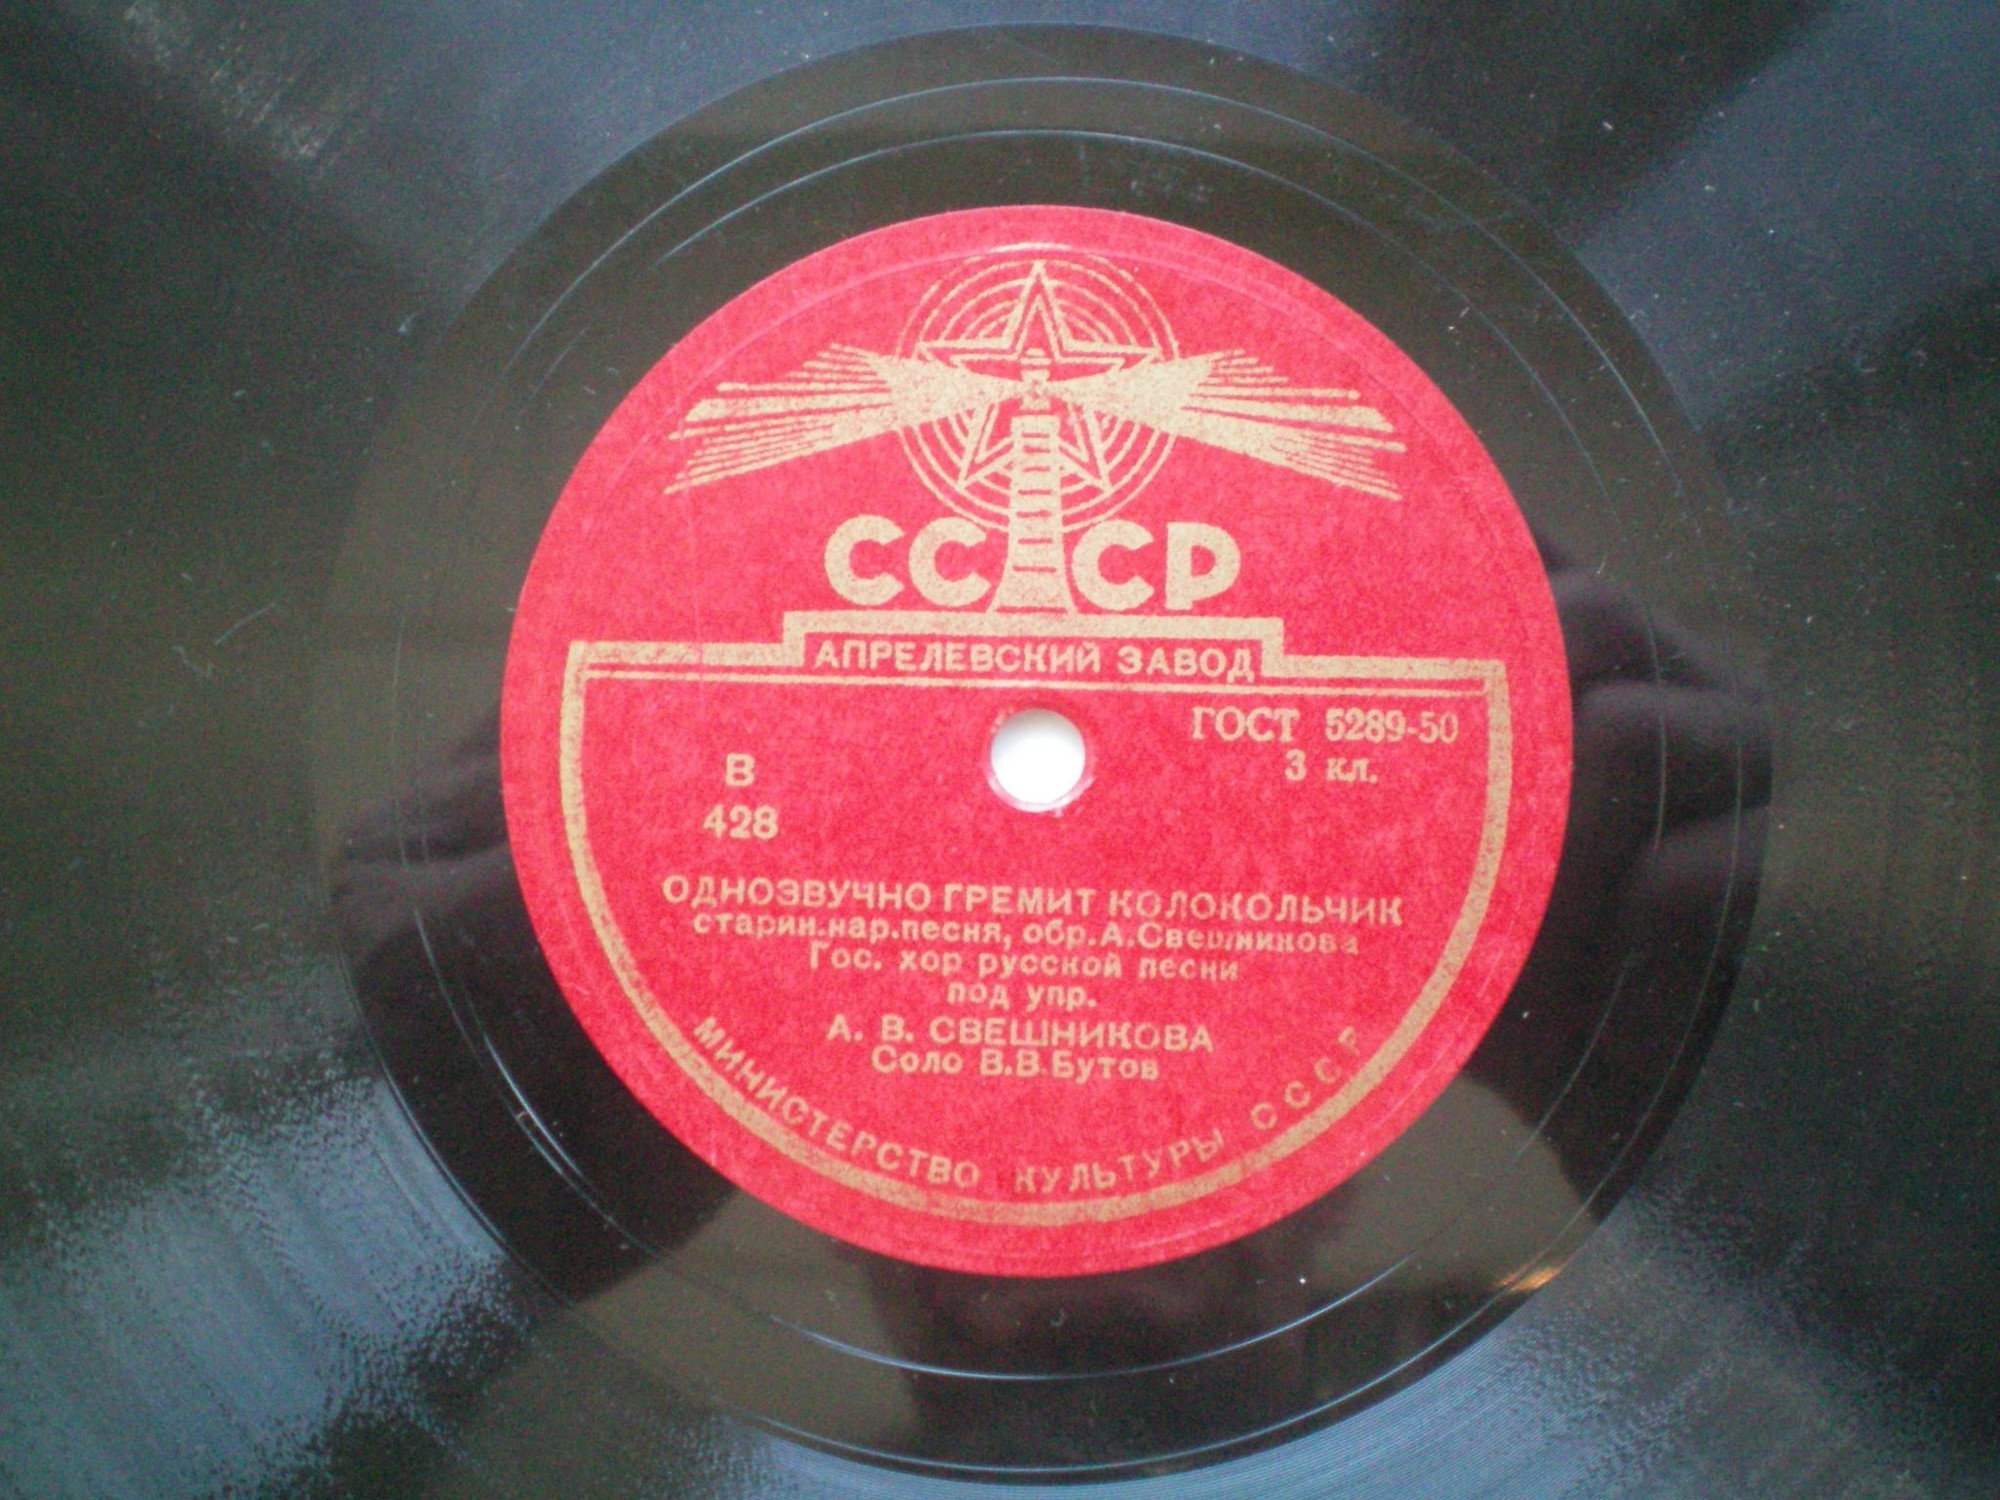 СССР
АПРЕЛЕВСКИЙ ЗАВОД
ГОСТ 5289-50
3 кл.
В
428
ОДНОЗВУЧНО ГРЕМИТ КОЛОКОЛЬЧИК
старин.нар.песня, обр.А.Свешникова
Гос. хор русской песни
под упр.
А. В. СВЕШНИКОВА
Соло В.В.Бутов
МИНИСТЕРСТВО КУЛЬТУРЫ СССР